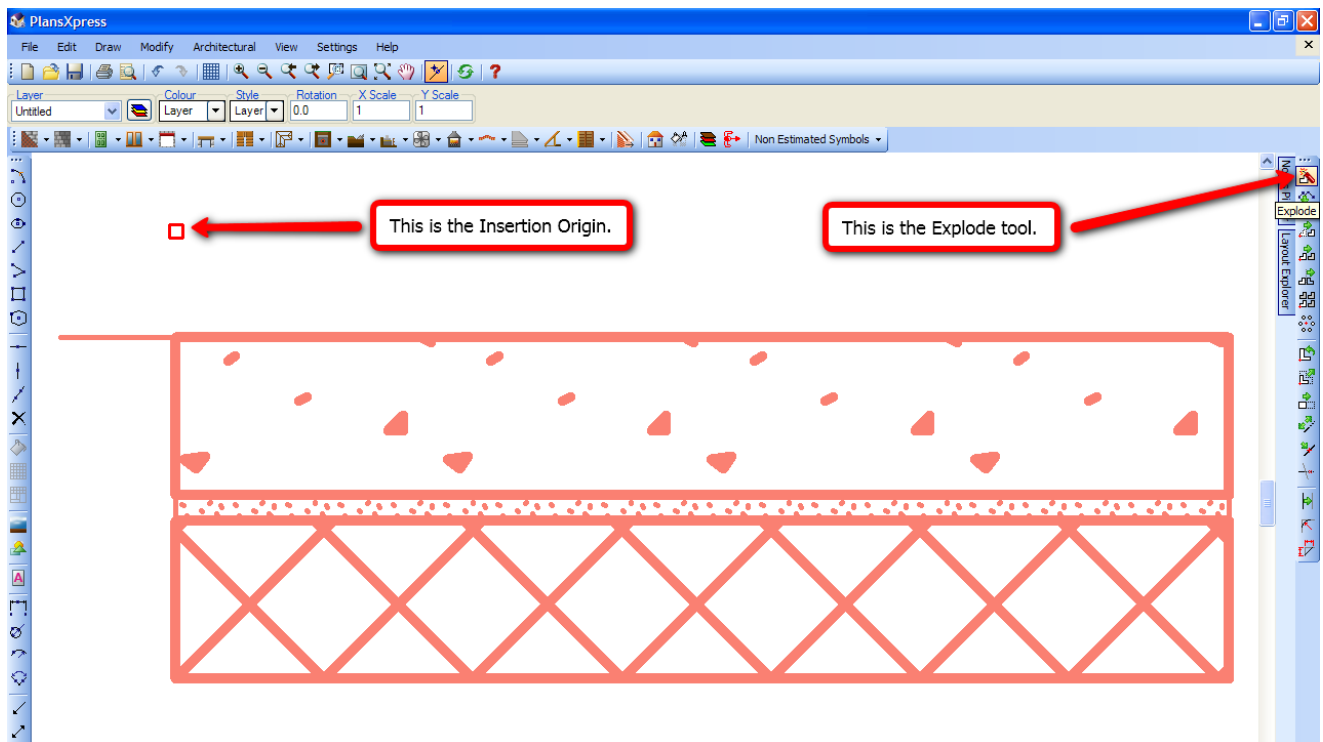 PlansXpress
File Edit Draw Modify Architectural View Settings Help
Layer Colour Style Rotation X Scale Y Scale
Untitled Layer Layer 0.0 1 1
Non Estimated Symbols
This is the Insertion Origin.
This is the Explode tool.
Explode
Layout Explorer